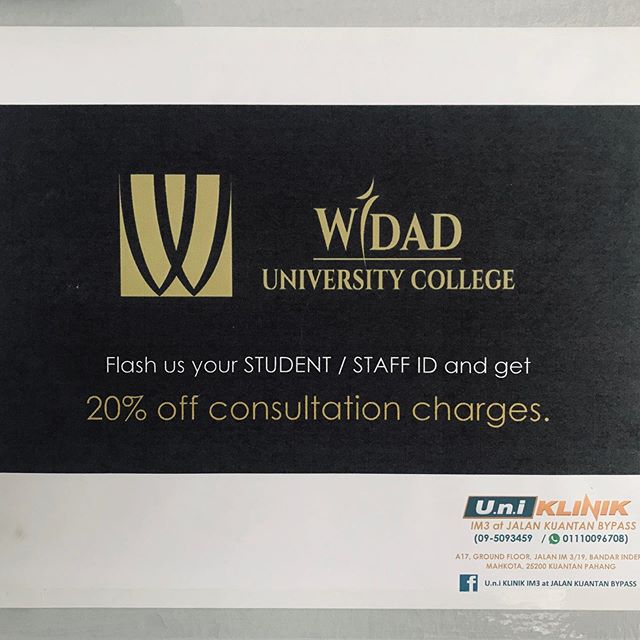 W
WIDAD
UNIVERSITY COLLEGE
Flash us your STUDENT / STAFF ID and get
20% off consultation charges.
U.n.i KLINIK
IM3 at JALAN KUANTAN BYPASS
(09-5093459 / 01110096708)
A17, GROUND FLOOR, JALAN IM 3/19, BANDAR INDER
MAHKOTA, 25200 KUANTAN PAHANG
U.n.i KLINIK IM3 at JALAN KUANTAN BYPASS